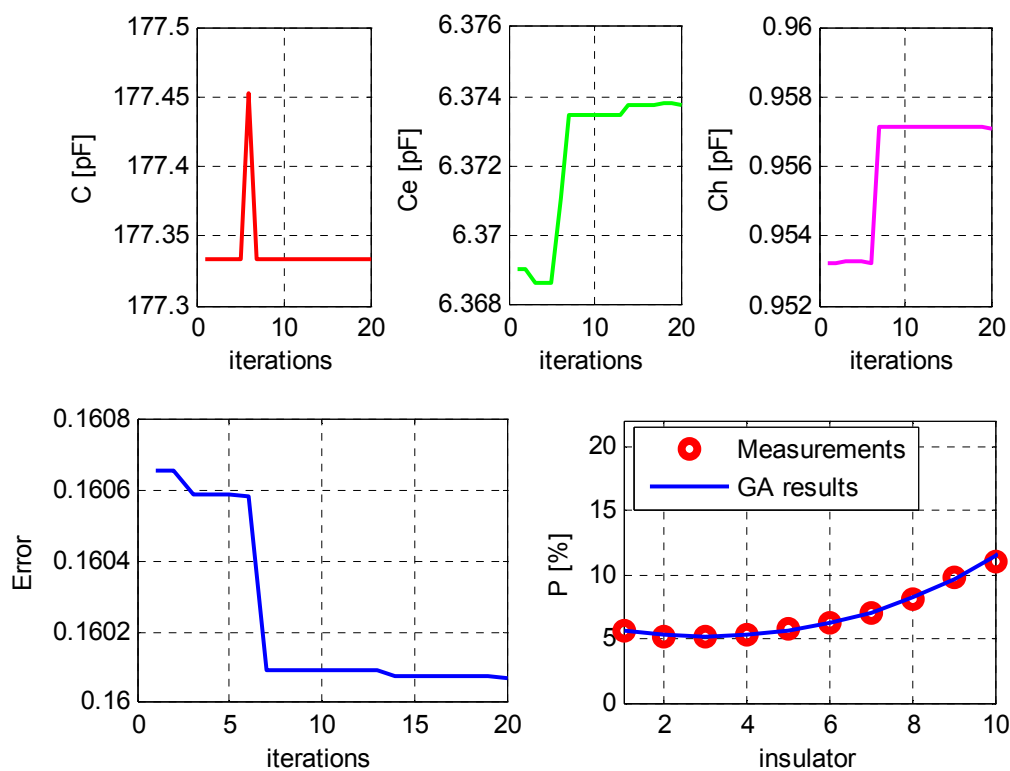 177.5
177.45
177.4
177.35
177.3
C [pF]
0 10 20
iterations
6.376
6.374
6.372
6.37
6.368
Ce [pF]
0 10 20
iterations
0.96
0.958
0.956
0.954
0.952
Ch [pF]
0 10 20
iterations
0.1608
0.1606
0.1604
0.1602
0.16
Error
0 5 10 15 20
iterations
20
15
10
5
0
P [%]
Measurements
GA results
2 4 6 8 10
insulator